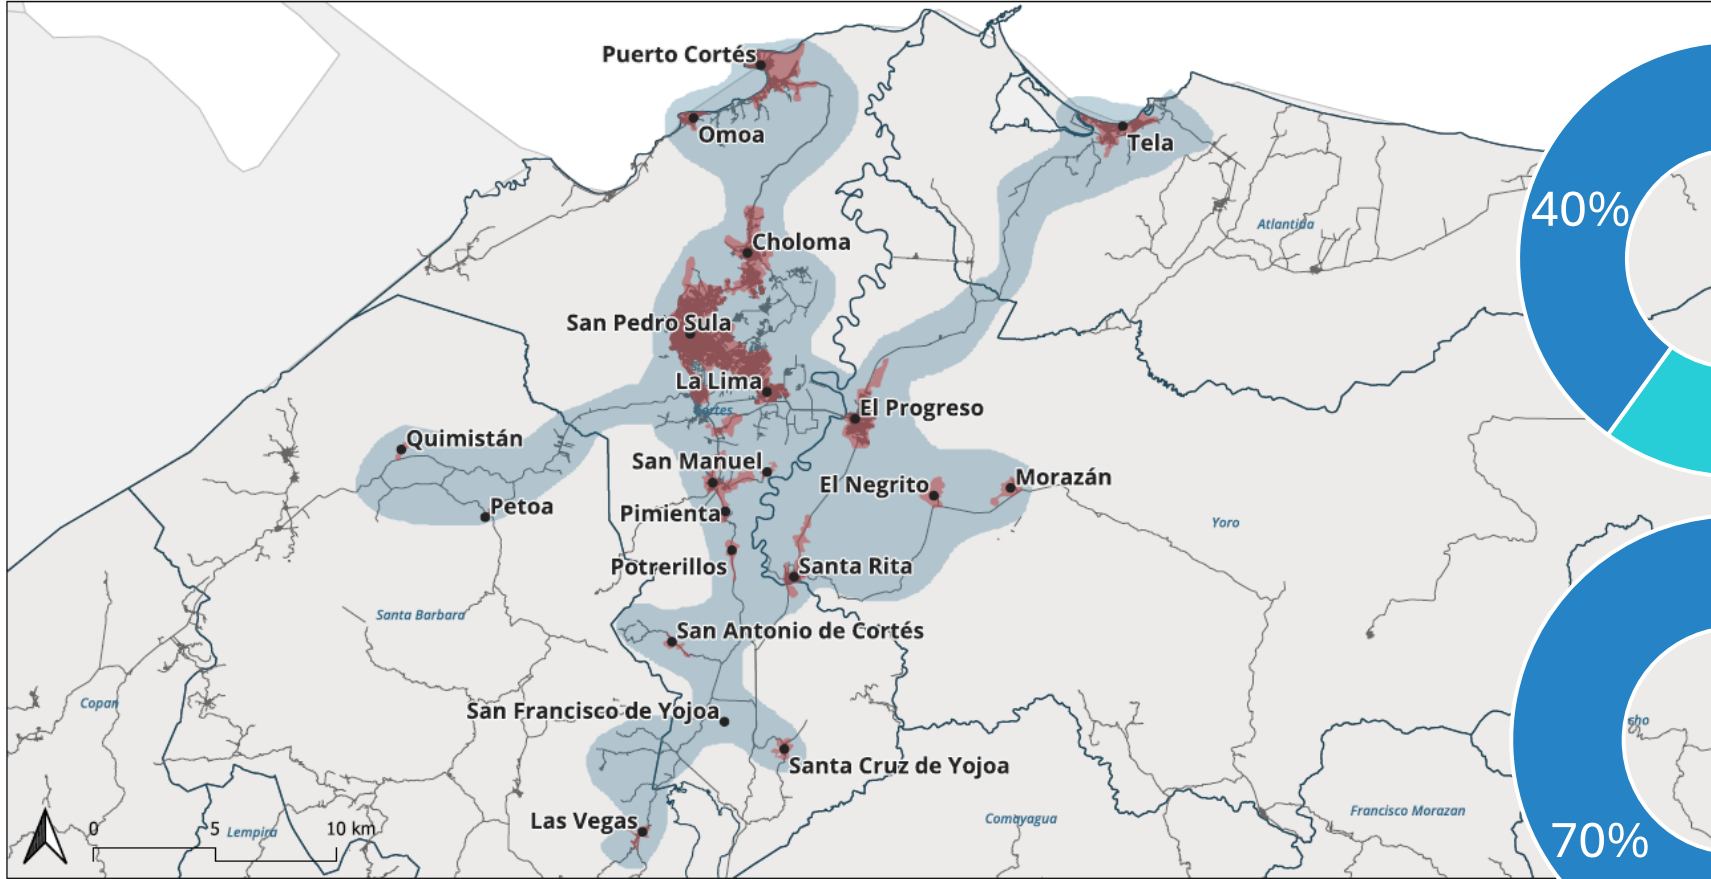 Puerto Cortés
Omoa
Tela
40%
Atlantida
Choloma
San Pedro Sula
La Lima
Cortes
El Progreso
Quimistán
San Manuel
El Negrito
Morazán
Petoa
Pimienta
Yoro
Potrerillos
Santa Rita
Santa Barbara
San Antonio de Cortés
Copan
San Francisco de Yojoa
Santa Cruz de Yojoa
Las Vegas
0 5 10 km
Lempira
Comayagua
Francisco Morazan
70%